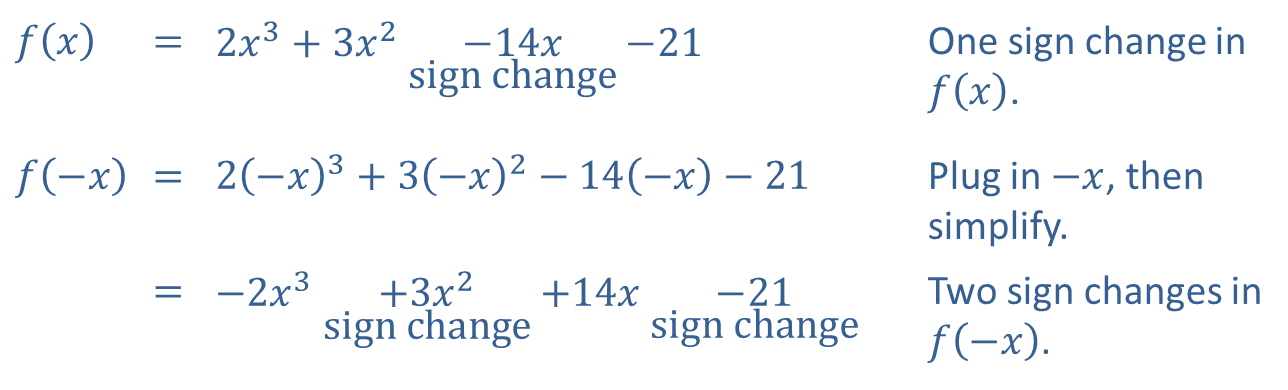 f(x) = 2x³ + 3x² −14x −21 One sign change in
sign change f(x).
f(−x) = 2(−x)³ + 3(−x)² − 14(−x) − 21 Plug in −x, then
simplify.
= −2x³ +3x² +14x −21 Two sign changes in
sign change sign change f(−x).